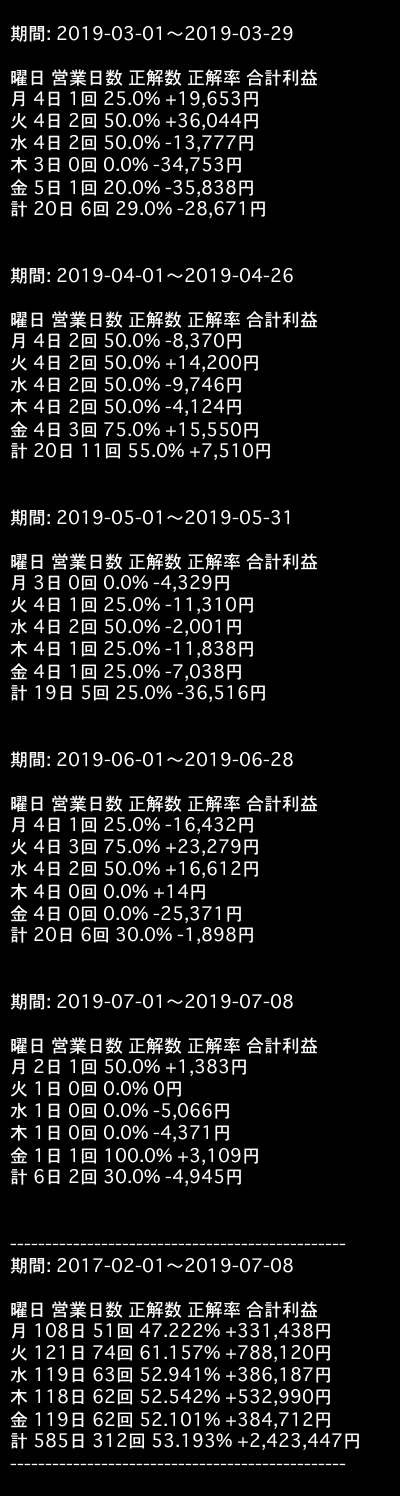 期間: 2019-03-01〜2019-03-29
曜日 営業日数 正解数 正解率 合計利益
月 4日 1回 25.0% +19,653円
火 4日 2回 50.0% +36,044円
水 4日 2回 50.0% -13,777円
木 3日 0回 0.0% -34,753円
金 5日 1回 20.0% -35,838円
計 20日 6回 29.0% -28,671円
期間: 2019-04-01〜2019-04-26
曜日 営業日数 正解数 正解率 合計利益
月 4日 2回 50.0% -8,370円
火 4日 2回 50.0% +14,200円
水 4日 2回 50.0% -9,746円
木 4日 2回 50.0% -4,124円
金 4日 3回 75.0% +15,550円
計 20日 11回 55.0% +7,510円
期間: 2019-05-01〜2019-05-31
曜日 営業日数 正解数 正解率 合計利益
月 3日 0回 0.0% -4,329円
火 4日 1回 25.0% -11,310円
水 4日 2回 50.0% -2,001円
木 4日 1回 25.0% -11,838円
金 4日 1回 25.0% -7,038円
計 19日 5回 25.0% -36,516円
期間: 2019-06-01〜2019-06-28
曜日 営業日数 正解数 正解率 合計利益
月 4日 1回 25.0% -16,432円
火 4日 3回 75.0% +23,279円
水 4日 2回 50.0% +16,612円
木 4日 0回 0.0% +14円
金 4日 0回 0.0% -25,371円
計 20日 6回 30.0% -1,898円
期間: 2019-07-01〜2019-07-08
曜日 営業日数 正解数 正解率 合計利益
月 2日 1回 50.0% +1,383円
火 1日 0回 0.0% 0円
水 1日 0回 0.0% -5,066円
木 1日 0回 0.0% -4,371円
金 1日 1回 100.0% +3,109円
計 6日 2回 30.0% -4,945円
------------------------------------------------
期間: 2017-02-01〜2019-07-08
曜日 営業日数 正解数 正解率 合計利益
月 108日 51回 47.222% +331,438円
火 121日 74回 61.157% +788,120円
水 119日 63回 52.941% +386,187円
木 118日 62回 52.542% +532,990円
金 119日 62回 52.101% +384,712円
計 585日 312回 53.193% +2,423,447円
------------------------------------------------